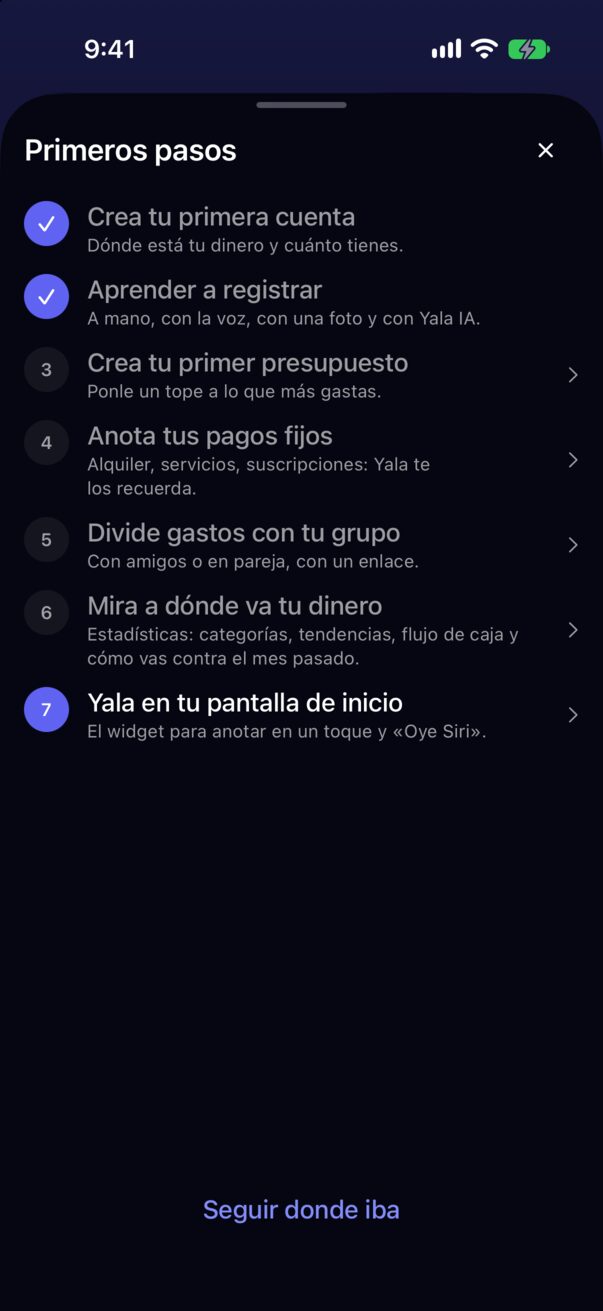 9:41
Primeros pasos
Crea tu primera cuenta
Dónde está tu dinero y cuánto tienes.
Aprender a registrar
A mano, con la voz, con una foto y con Yala IA.
3
Crea tu primer presupuesto
Ponle un tope a lo que más gastas.
4
Anota tus pagos fijos
Alquiler, servicios, suscripciones: Yala te
los recuerda.
5
Divide gastos con tu grupo
Con amigos o en pareja, con un enlace.
6
Mira a dónde va tu dinero
Estadísticas: categorías, tendencias, flujo de caja y
cómo vas contra el mes pasado.
7
Yala en tu pantalla de inicio
El widget para anotar en un toque y «Oye Siri».
Seguir donde iba